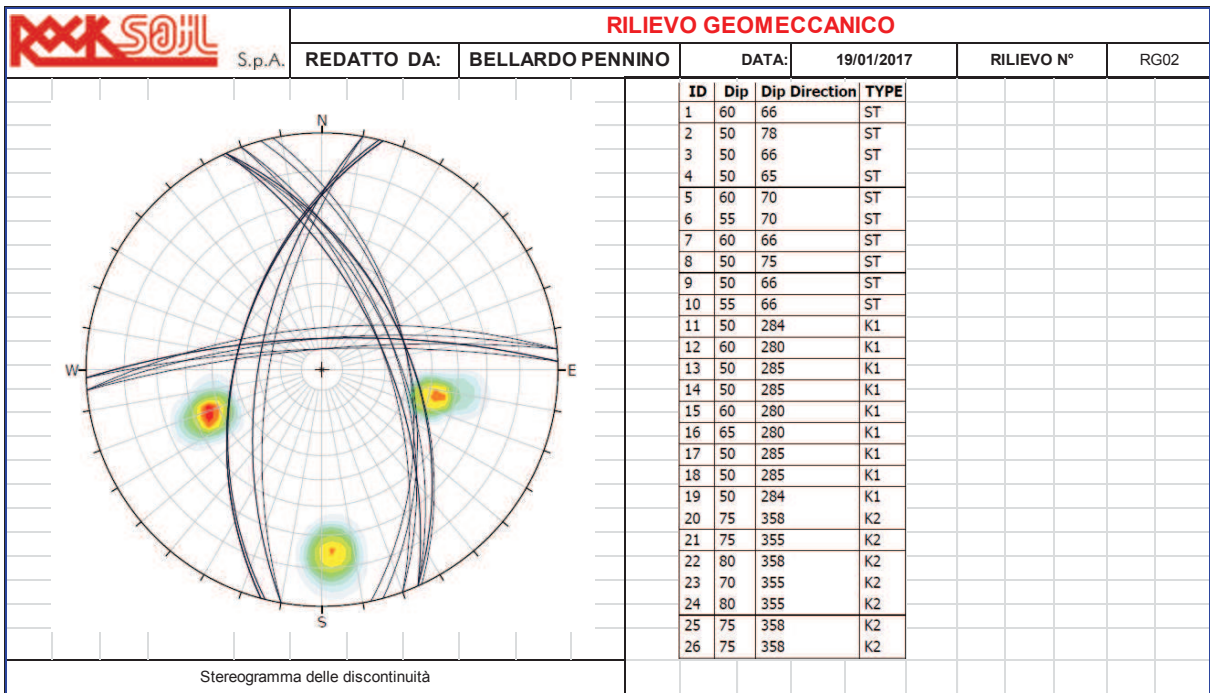 ROCK SOIL S.p.A.
RILIEVO GEOMECCANICO
REDATTO DA: BELLARDO PENNINO DATA: 19/01/2017 RILIEVO N° RG02
N
W
E
S
ID Dip Dip Direction TYPE
1 60 66 ST
2 50 78 ST
3 50 66 ST
4 50 65 ST
5 60 70 ST
6 55 70 ST
7 60 66 ST
8 50 75 ST
9 50 66 ST
10 55 66 ST
11 50 284 K1
12 60 280 K1
13 50 285 K1
14 50 285 K1
15 60 280 K1
16 65 280 K1
17 50 285 K1
18 50 285 K1
19 50 284 K1
20 75 358 K2
21 75 355 K2
22 80 358 K2
23 70 355 K2
24 80 355 K2
25 75 358 K2
26 75 358 K2
Stereogramma delle discontinuità